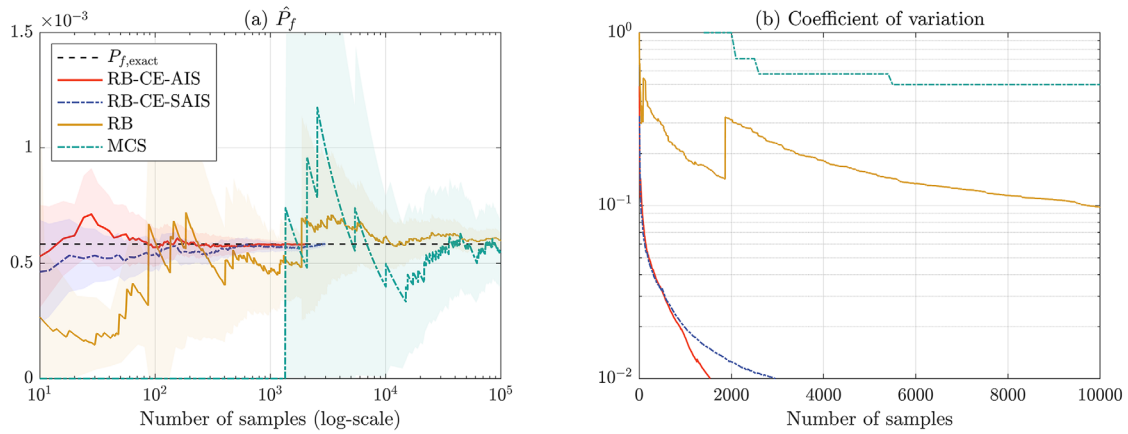 (a) P̂_f
×10⁻³
1.5
1
0.5
0
P_f,exact
RB-CE-AIS
RB-CE-SAIS
RB
MCS
10¹ 10² 10³ 10⁴ 10⁵
Number of samples (log-scale)
(b) Coefficient of variation
10⁰
10⁻¹
10⁻²
0 2000 4000 6000 8000 10000
Number of samples